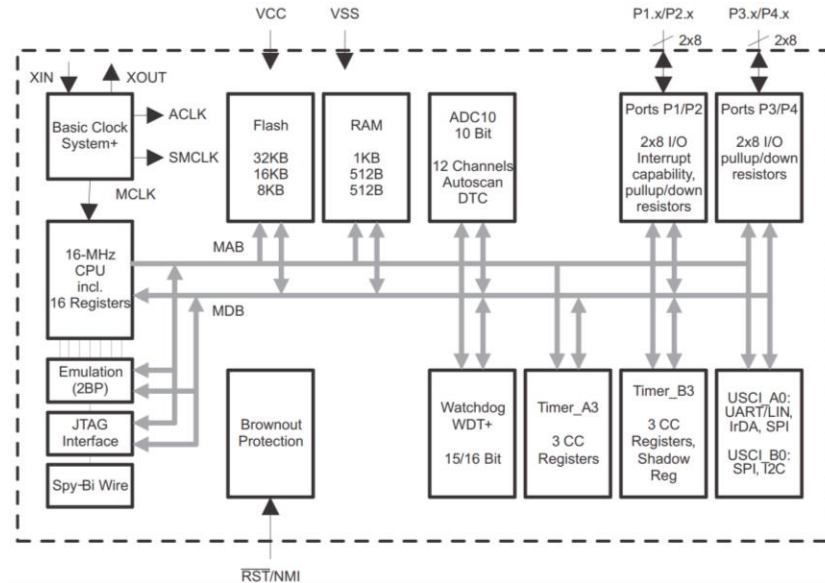 VCC
VSS
P1.x/P2.x
P3.x/P4.x
2x8
2x8
XIN
XOUT
Basic Clock
System+
ACLK
SMCLK
MCLK
Flash
32KB
16KB
8KB
RAM
1KB
512B
512B
ADC10
10 Bit
12 Channels
Autoscan
DTC
Ports P1/P2
2x8 I/O
Interrupt
capability,
pullup/down
resistors
Ports P3/P4
2x8 I/O
pullup/down
resistors
16-MHz
CPU
incl.
16 Registers
MAB
MDB
Emulation
(2BP)
JTAG
Interface
Spy-Bi Wire
Brownout
Protection
Watchdog
WDT+
15/16 Bit
Timer_A3
3 CC
Registers
Timer_B3
3 CC
Registers,
Shadow
Reg
USCI_A0:
UART/LIN,
IrDA, SPI
USCI_B0:
SPI, I2C
RST/NMI